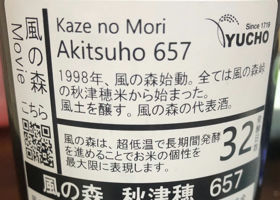 Kaze no Mori
Akitsuho 657
Since 1719
YUCHO
風の森
Movie
こちら
1998年、風の森始動。全ては風の森峠
の秋津穂米から始まった。
風土を醸す。風の森の代表酒。
風の森は、超低温で長期間発酵
を進めることでお米の個性を
最大限に表現します。
32
風の森 秋津穂 657